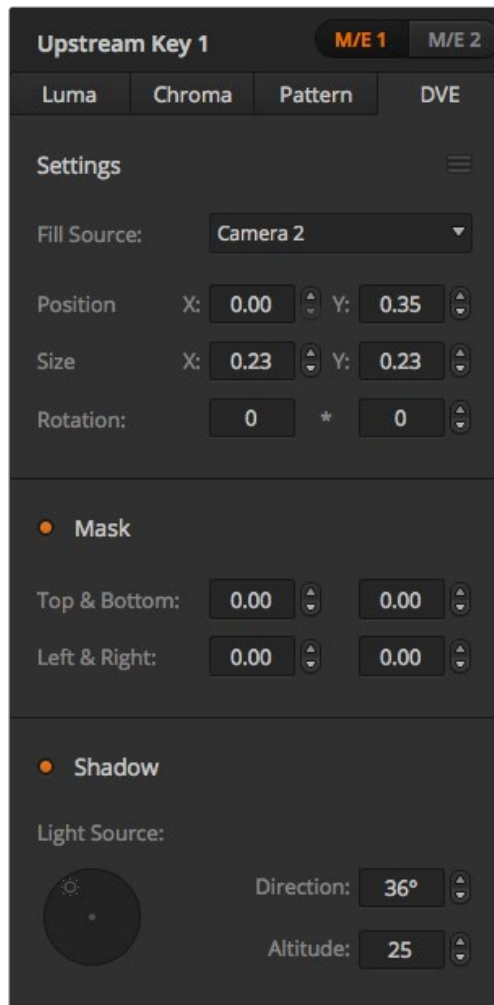 Upstream Key 1 M/E 1 M/E 2
Luma Chroma Pattern DVE
Settings
Fill Source: Camera 2
Position X: 0.00 Y: 0.35
Size X: 0.23 Y: 0.23
Rotation: 0 * 0
Mask
Top & Bottom: 0.00 0.00
Left & Right: 0.00 0.00
Shadow
Light Source:
Direction: 36º
Altitude: 25